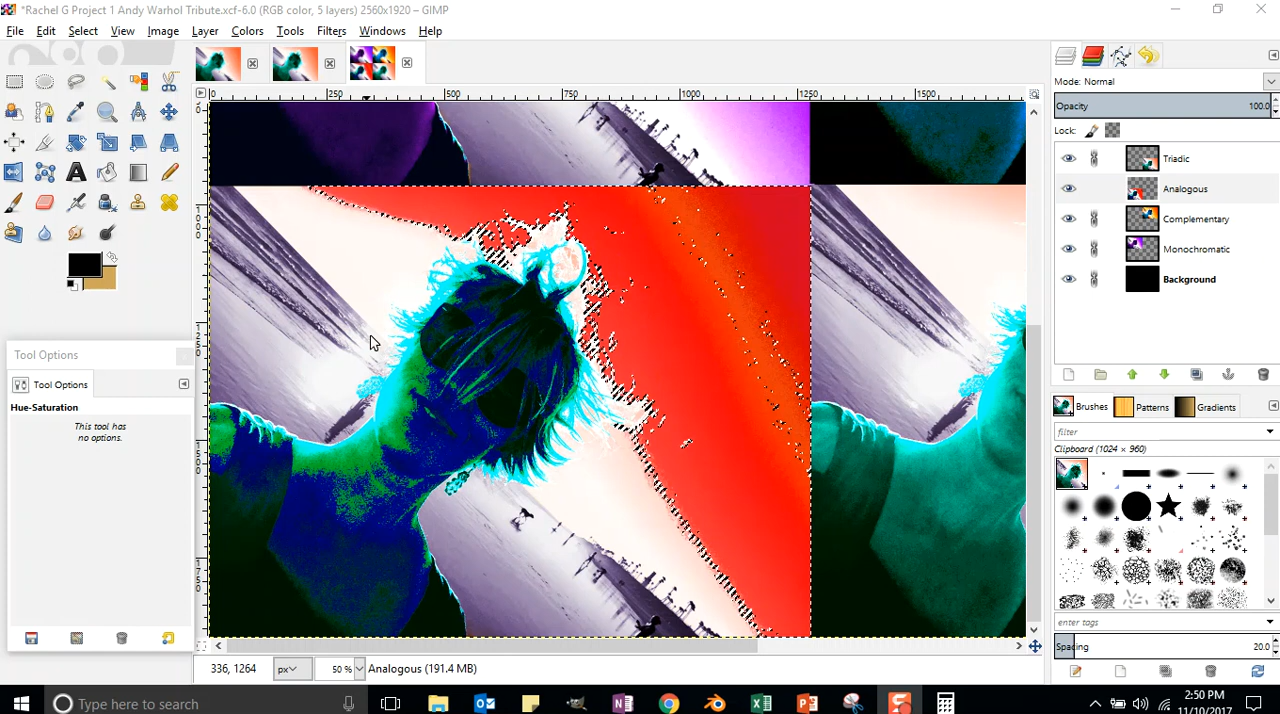 *Rachel G Project 1 Andy Warhol Tribute.xcf-6.0 (RGB color, 5 layers) 2560x1920 – GIMP
File Edit Select View Image Layer Colors Tools Filters Windows Help
0 250 500 750 1000 1250 1500
Mode: Normal
Opacity 100.0
Lock:
Triadic
Analogous
Complementary
Monochromatic
Background
Tool Options
Tool Options
Hue-Saturation
This tool has
no options.
Brushes Patterns Gradients
filter
Clipboard (1024 × 960)
enter tags
Spacing 20.0
336, 1264 px 50 % Analogous (191.4 MB)
Type here to search
2:50 PM
11/10/2017